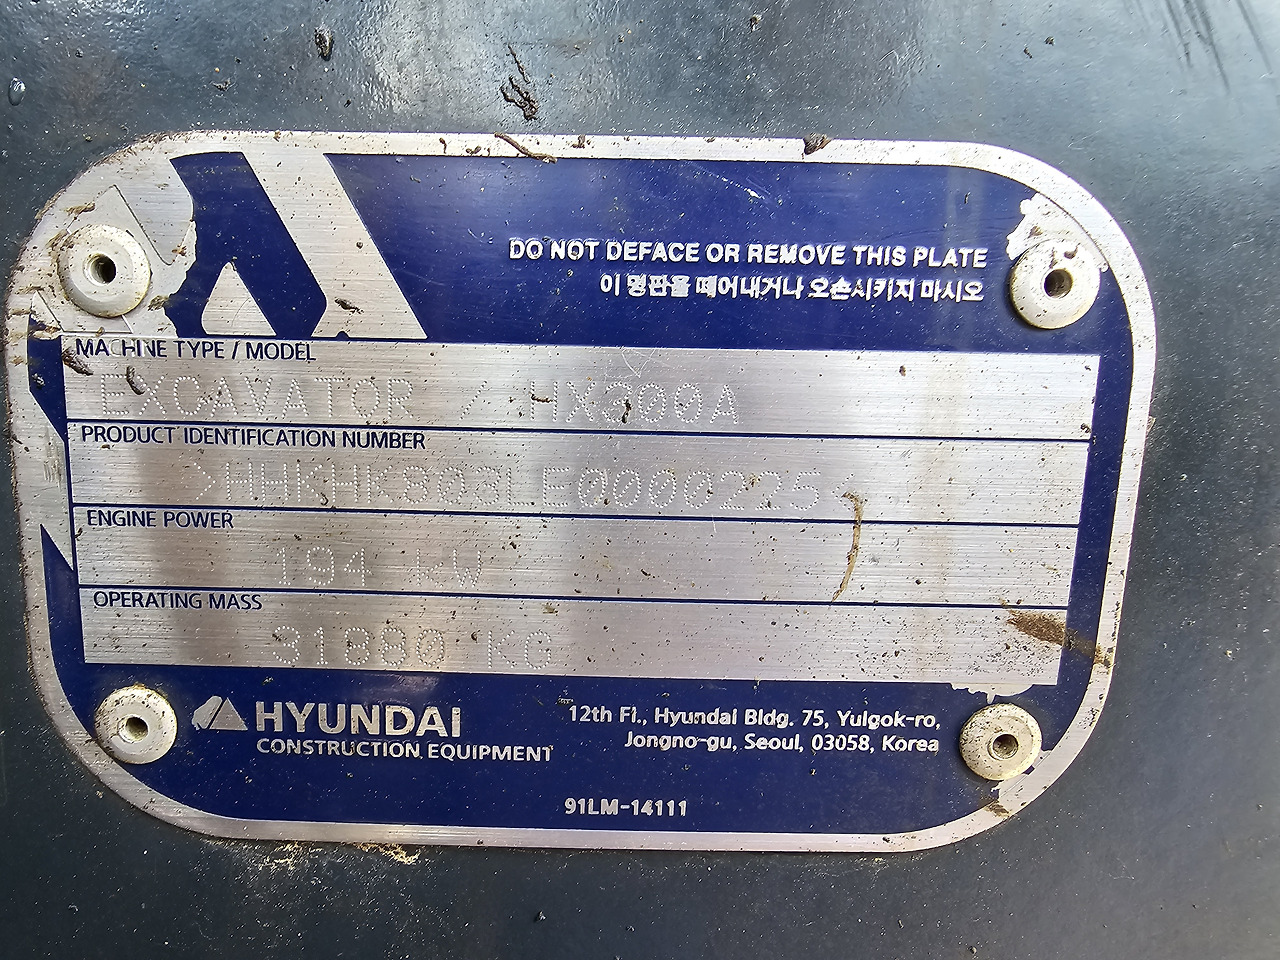 DO NOT DEFACE OR REMOVE THIS PLATE
이 명판을 떼어내거나 오손시키지 마시오
MACHINE TYPE / MODEL
EXCAVATOR / HX300A
PRODUCT IDENTIFICATION NUMBER
>HHKHK803LE0000225
ENGINE POWER
194 kW
OPERATING MASS
31880 KG
HYUNDAI
CONSTRUCTION EQUIPMENT
12th Fl., Hyundai Bldg. 75, Yulgok-ro,
Jongno-gu, Seoul, 03058, Korea
91LM-14111